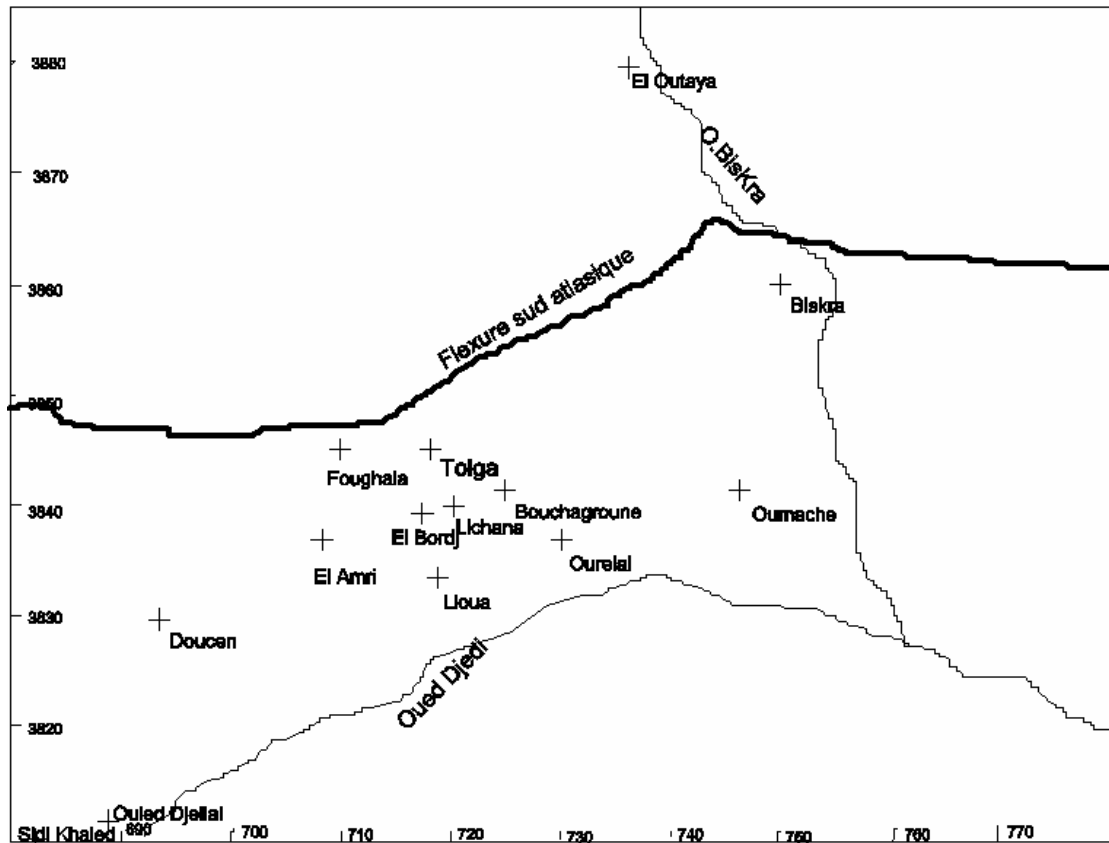 3880
El Outaya
O.BisKra
3870
Flexure sud atlasique
3860
Biskra
3850
Foughala
Tolga
3840
Bouchagroune
Oumache
Lichana
El Bordj
Ourelal
El Amri
Lioua
3830
Doucen
Oued Djedi
3820
Ouled Djellal
Sidi Khaled
690 700 710 720 730 740 750 760 770